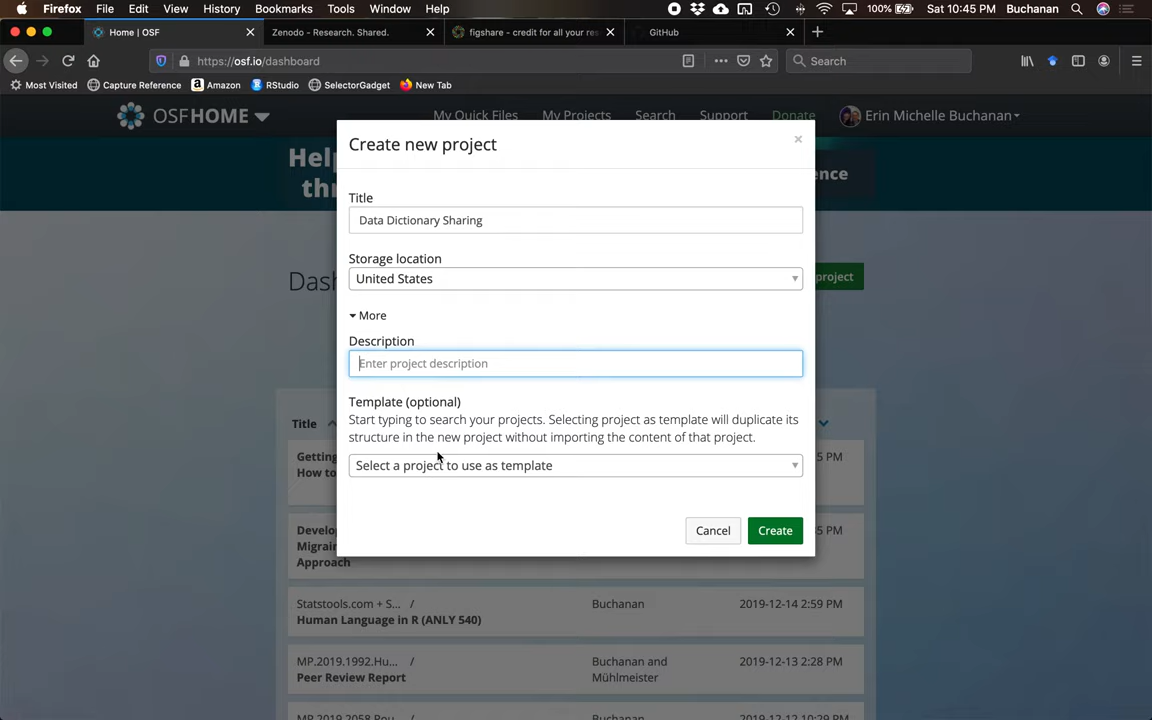 Firefox File Edit View History Bookmarks Tools Window Help 100% Sat 10:45 PM Buchanan
Home | OSF Zenodo - Research. Shared. figshare - credit for all your res GitHub
https://osf.io/dashboard Search
Most Visited Capture Reference Amazon RStudio SelectorGadget New Tab
OSFHOME My Quick Files My Projects Search Support Donate Erin Michelle Buchanan
Create new project
Hel
ence
thr
Title
Data Dictionary Sharing
Storage location
United States
Dash
project
More
Description
Enter project description
Template (optional)
Start typing to search your projects. Selecting project as template will duplicate its
structure in the new project without importing the content of that project.
Select a project to use as template
Title
Getting 5 PM
How to
Cancel Create
Develo 35 PM
Migrain
Approach
Statstools.com + S... / Buchanan 2019-12-14 2:59 PM
Human Language in R (ANLY 540)
MP.2019.1992.Hu... / Buchanan and 2019-12-13 2:28 PM
Peer Review Report Mühlmeister
MP.2019.2058.Rou... / Buchanan 2019-12-12 10:29 PM